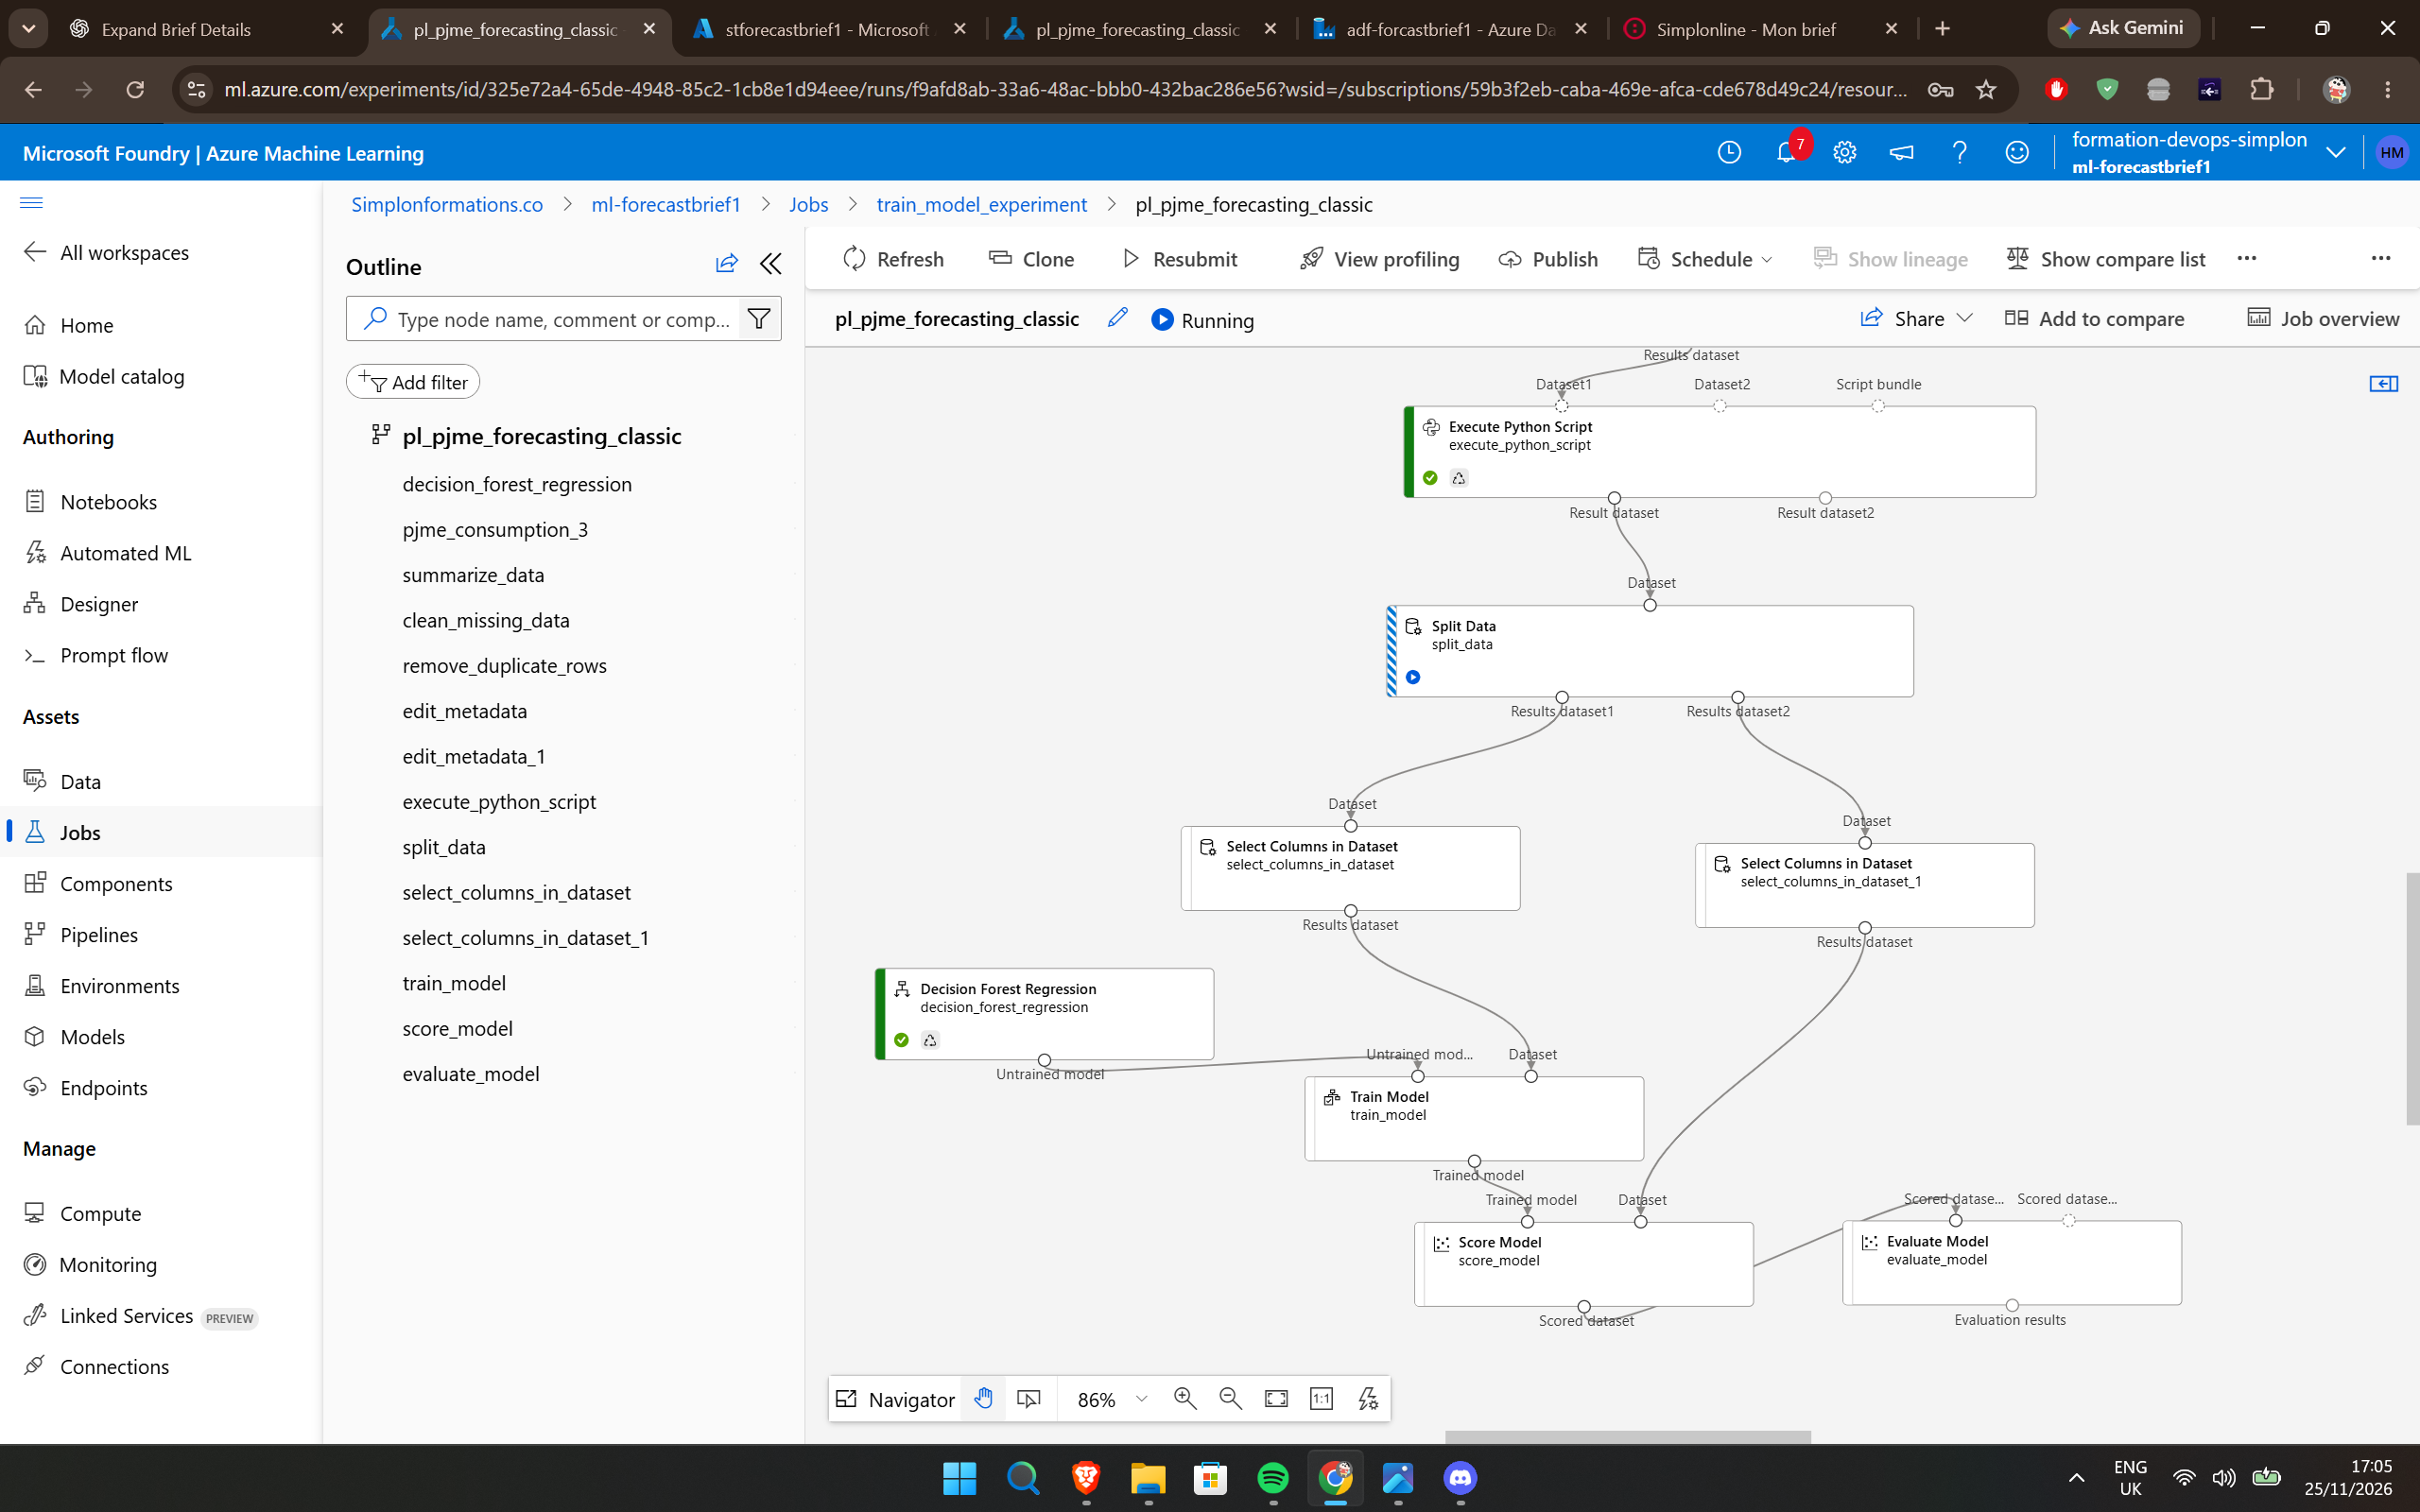 Expand Brief Details
pl_pjme_forecasting_classic
stforecastbrief1 - Microsoft
pl_pjme_forecasting_classic
adf-forcastbrief1 - Azure Da
Simplonline - Mon brief
Ask Gemini
ml.azure.com/experiments/id/325e72a4-65de-4948-85c2-1cb8e1d94eee/runs/f9afd8ab-33a6-48ac-bbb0-432bac286e56?wsid=/subscriptions/59b3f2eb-caba-469e-afca-cde678d49c24/resour...
Microsoft Foundry | Azure Machine Learning
7
formation-devops-simplon
ml-forecastbrief1
HM
All workspaces
Home
Model catalog
Authoring
Notebooks
Automated ML
Designer
Prompt flow
Assets
Data
Jobs
Components
Pipelines
Environments
Models
Endpoints
Manage
Compute
Monitoring
Linked Services PREVIEW
Connections
Simplonformations.co > ml-forecastbrief1 > Jobs > train_model_experiment > pl_pjme_forecasting_classic
Outline
Type node name, comment or comp...
Add filter
pl_pjme_forecasting_classic
decision_forest_regression
pjme_consumption_3
summarize_data
clean_missing_data
remove_duplicate_rows
edit_metadata
edit_metadata_1
execute_python_script
split_data
select_columns_in_dataset
select_columns_in_dataset_1
train_model
score_model
evaluate_model
Refresh
Clone
Resubmit
View profiling
Publish
Schedule
Show lineage
Show compare list
pl_pjme_forecasting_classic
Running
Share
Add to compare
Job overview
Results dataset
Dataset1
Dataset2
Script bundle
Execute Python Script
execute_python_script
Result dataset
Result dataset2
Dataset
Split Data
split_data
Results dataset1
Results dataset2
Dataset
Select Columns in Dataset
select_columns_in_dataset
Results dataset
Dataset
Select Columns in Dataset
select_columns_in_dataset_1
Results dataset
Decision Forest Regression
decision_forest_regression
Untrained model
Untrained mod...
Dataset
Train Model
train_model
Trained model
Trained model
Dataset
Score Model
score_model
Scored dataset
Scored datase...
Scored datase...
Evaluate Model
evaluate_model
Evaluation results
Navigator
86%
1:1
ENG
UK
17:05
25/11/2026